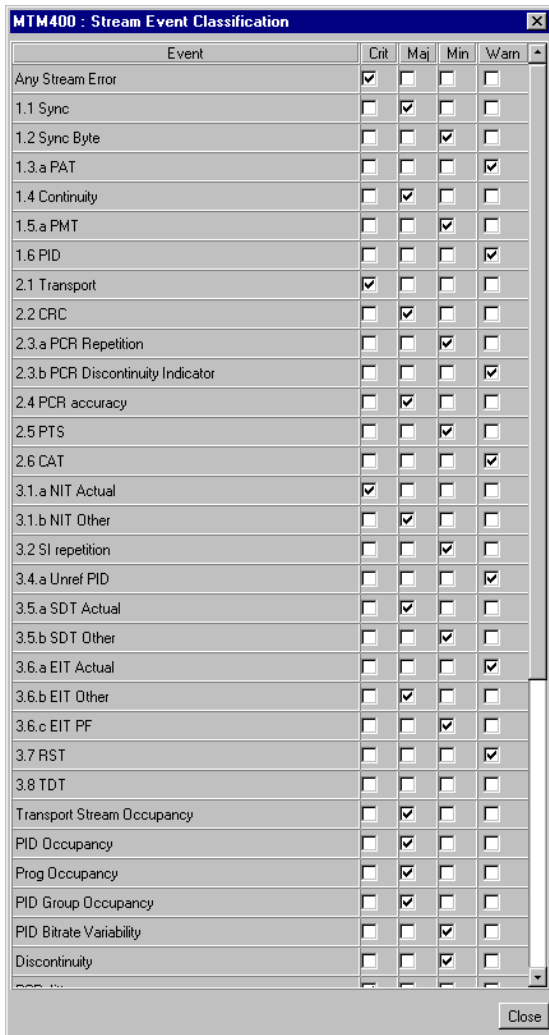 MTM400 : Stream Event Classification
Event Crit Maj Min Warn
Any Stream Error
1.1 Sync
1.2 Sync Byte
1.3.a PAT
1.4 Continuity
1.5.a PMT
1.6 PID
2.1 Transport
2.2 CRC
2.3.a PCR Repetition
2.3.b PCR Discontinuity Indicator
2.4 PCR accuracy
2.5 PTS
2.6 CAT
3.1.a NIT Actual
3.1.b NIT Other
3.2 SI repetition
3.4.a Unref PID
3.5.a SDT Actual
3.5.b SDT Other
3.6.a EIT Actual
3.6.b EIT Other
3.6.c EIT PF
3.7 RST
3.8 TDT
Transport Stream Occupancy
PID Occupancy
Prog Occupancy
PID Group Occupancy
PID Bitrate Variability
Discontinuity
Close